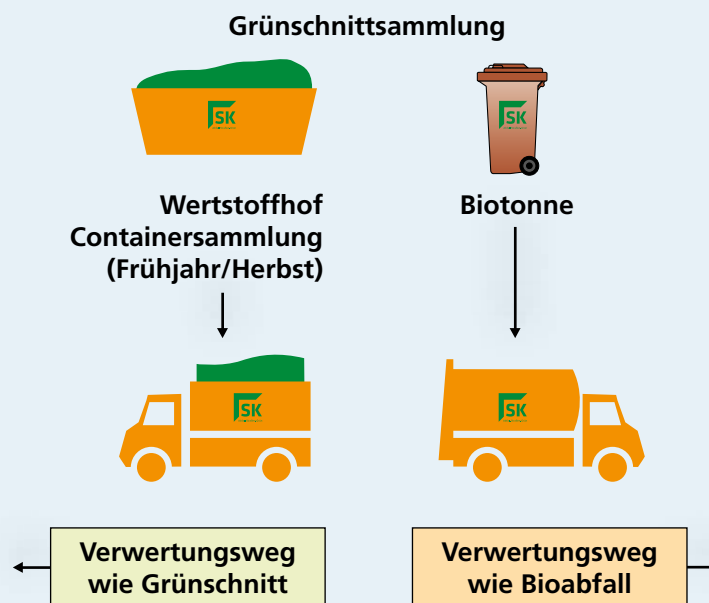 Grünschnittsammlung
SK
SK
Wertstoffhof
Containersammlung
(Frühjahr/Herbst)
Biotonne
SK
SK
Verwertungsweg
wie Grünschnitt
Verwertungsweg
wie Bioabfall